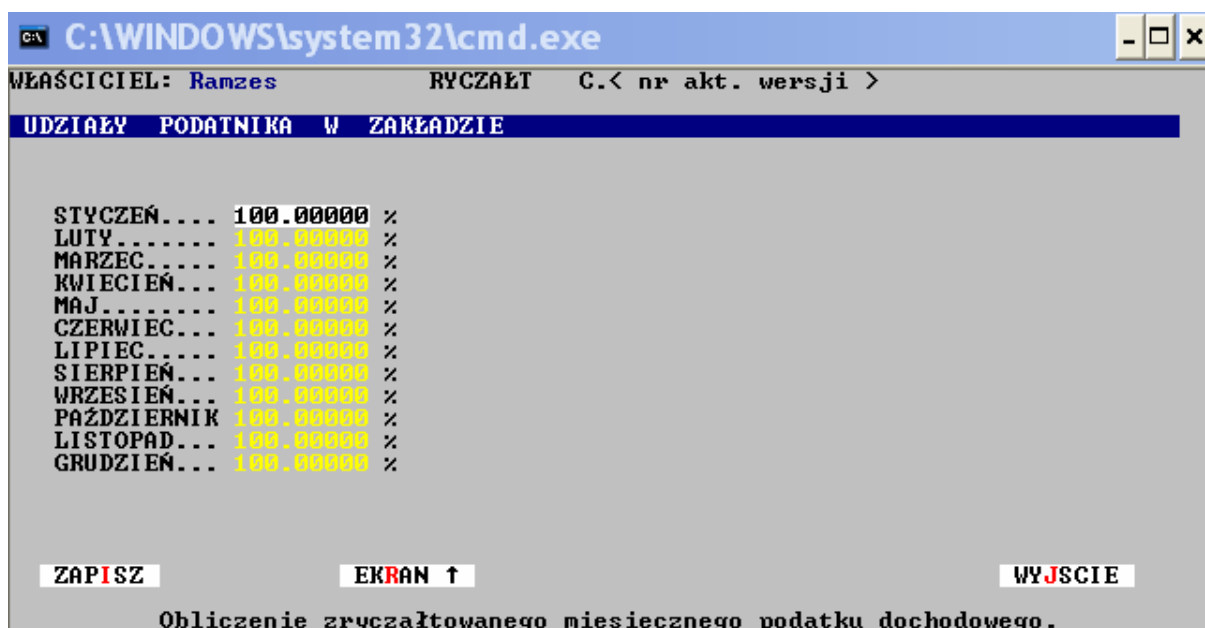 C:\WINDOWS\system32\cmd.exe
WŁAŚCICIEL: Ramzes RYCZAŁT C.< nr akt. wersji >
UDZIAŁY PODATNIKA W ZAKŁADZIE
STYCZEŃ.... 100.00000 %
LUTY....... 100.00000 %
MARZEC..... 100.00000 %
KWIECIEŃ... 100.00000 %
MAJ........ 100.00000 %
CZERWIEC... 100.00000 %
LIPIEC..... 100.00000 %
SIERPIEŃ... 100.00000 %
WRZESIEŃ... 100.00000 %
PAŹDZIERNIK 100.00000 %
LISTOPAD... 100.00000 %
GRUDZIEŃ... 100.00000 %
ZAPISZ EKRAN ↑ WYJSCIE
Obliczenie zryczałtowanego miesięcznego podatku dochodowego.